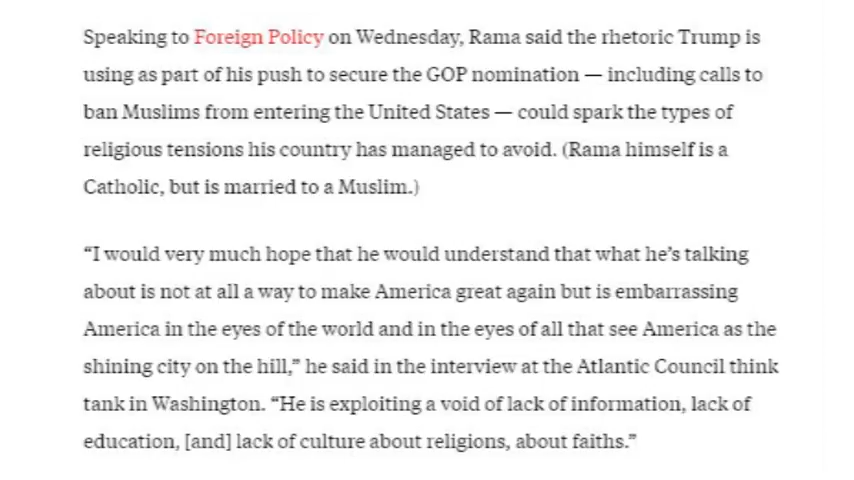 Speaking to Foreign Policy on Wednesday, Rama said the rhetoric Trump is
using as part of his push to secure the GOP nomination — including calls to
ban Muslims from entering the United States — could spark the types of
religious tensions his country has managed to avoid. (Rama himself is a
Catholic, but is married to a Muslim.)
“I would very much hope that he would understand that what he’s talking
about is not at all a way to make America great again but is embarrassing
America in the eyes of the world and in the eyes of all that see America as the
shining city on the hill,” he said in the interview at the Atlantic Council think
tank in Washington. “He is exploiting a void of lack of information, lack of
education, [and] lack of culture about religions, about faiths.”